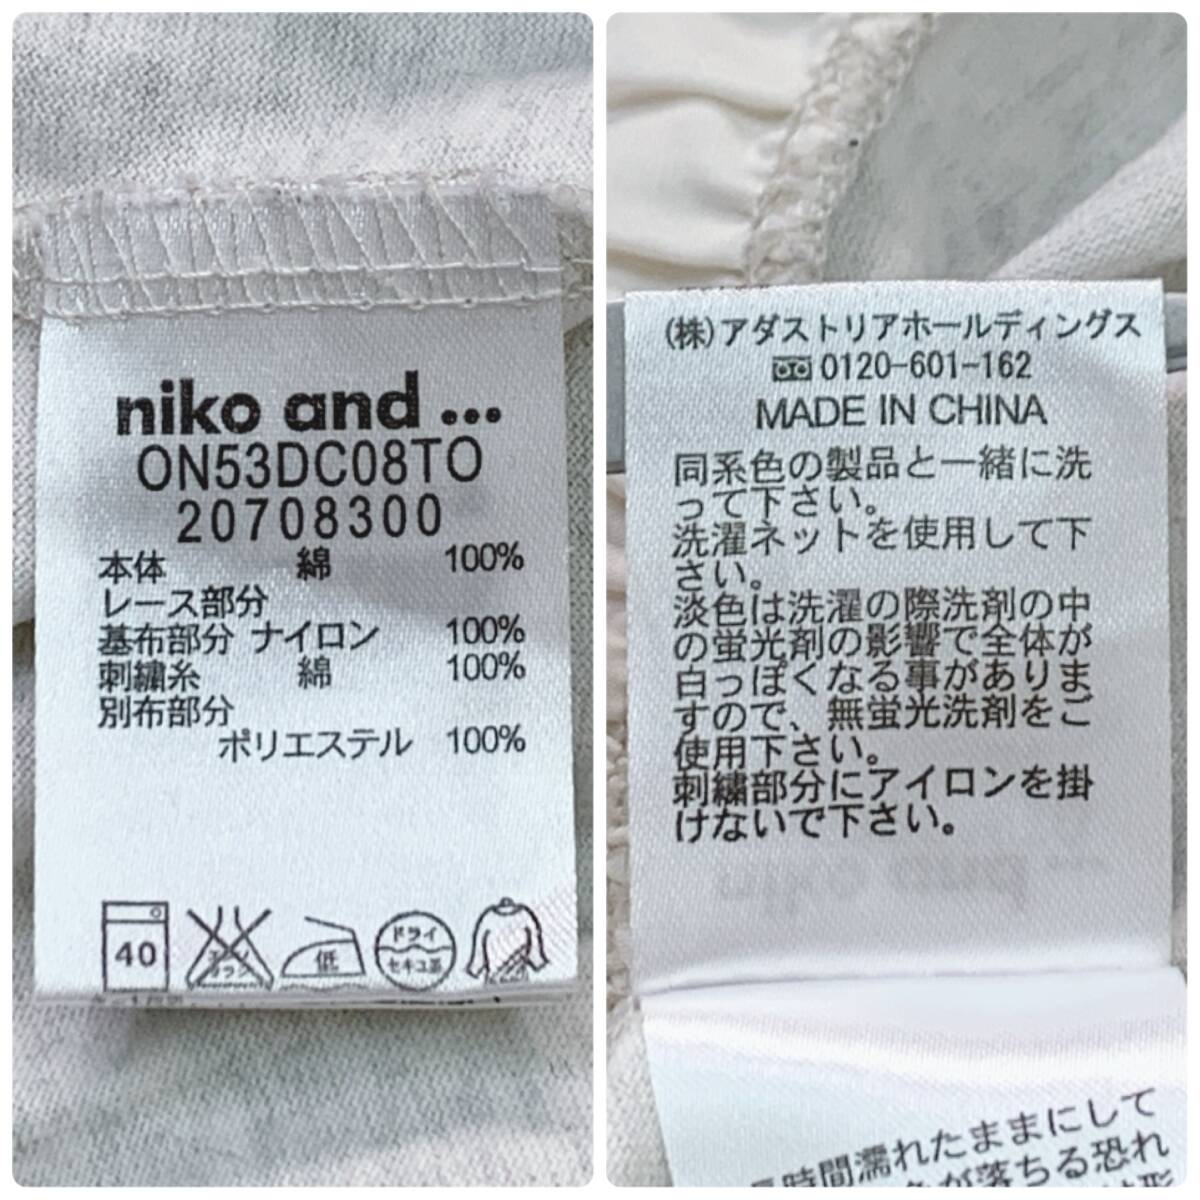 niko and ...
ON53DC08TO
20708300
本体 綿 100%
レース部分
基布部分 ナイロン 100%
刺繍糸 綿 100%
別布部分
ポリエステル 100%
40
エンソ
サラシ
低
ドライ
セキユ系
(株)アダストリアホールディングス
0120-601-162
MADE IN CHINA
同系色の製品と一緒に洗
って下さい。
洗濯ネットを使用して下
さい。
淡色は洗濯の際洗剤の中
の蛍光剤の影響で全体が
白っぽくなる事がありま
すので、無蛍光洗剤をご
使用下さい。
刺繍部分にアイロンを掛
けないで下さい。
時間濡れたままにして
が落ちる恐れ